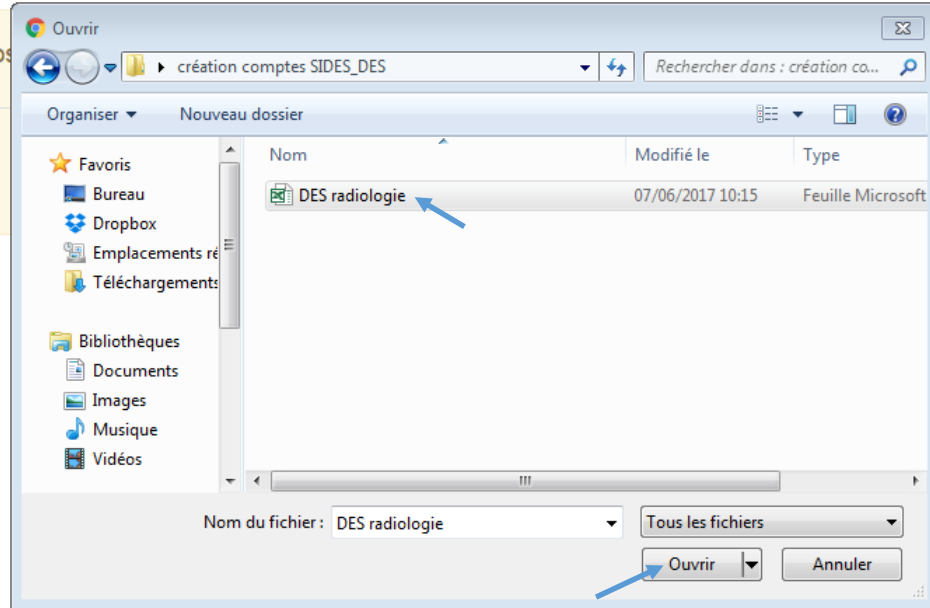 Ouvrir
création comptes SIDES_DES
Rechercher dans : création co...
Organiser
Nouveau dossier
Nom
Modifié le
Type
Favoris
Bureau
Dropbox
Emplacements ré
Téléchargements
Bibliothèques
Documents
Images
Musique
Vidéos
DES radiologie
07/06/2017 10:15
Feuille Microsoft
Nom du fichier :
DES radiologie
Tous les fichiers
Ouvrir
Annuler